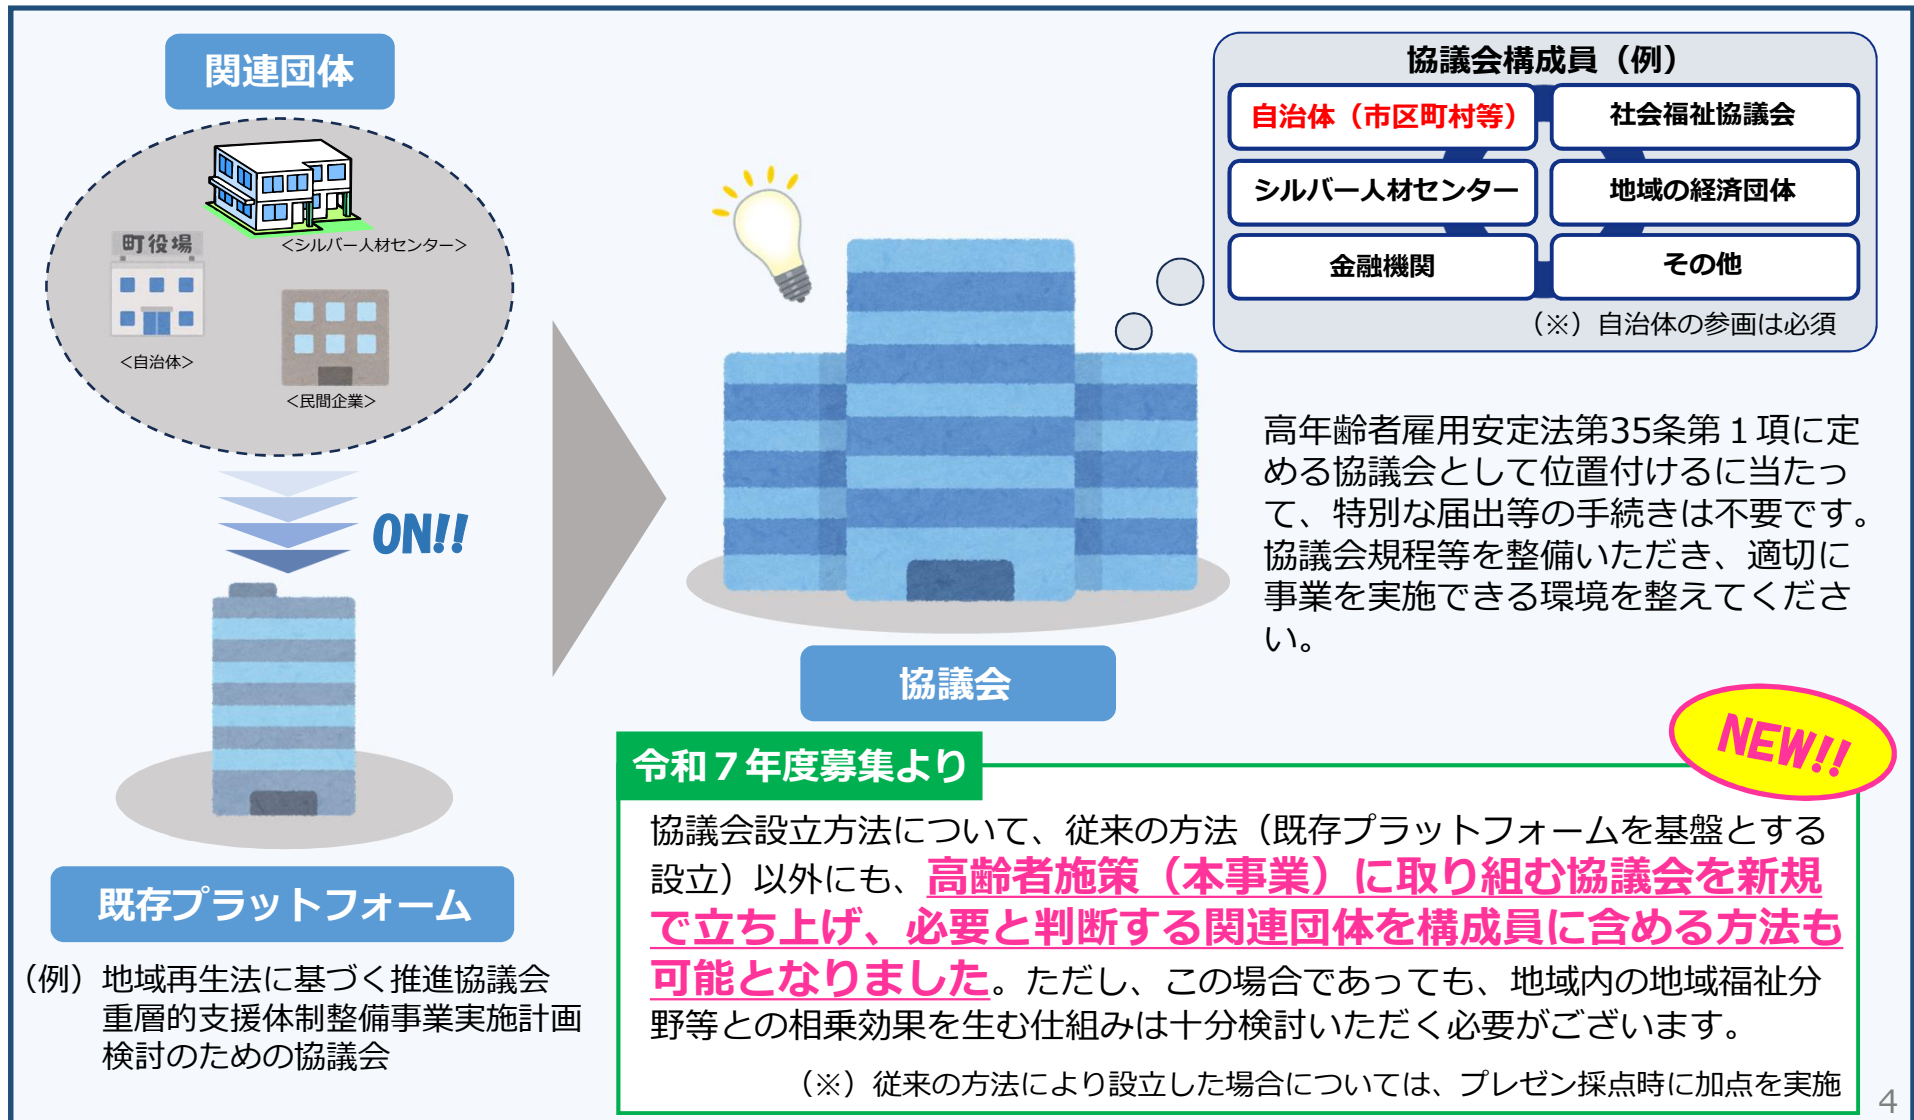 関連団体
町役場
＜シルバー人材センター＞
＜自治体＞
＜民間企業＞
ON!!
既存プラットフォーム
（例）地域再生法に基づく推進協議会
重層的支援体制整備事業実施計画
検討のための協議会
協議会
協議会構成員（例）
自治体（市区町村等）
社会福祉協議会
シルバー人材センター
地域の経済団体
金融機関
その他
（※）自治体の参画は必須
高年齢者雇用安定法第35条第１項に定
める協議会として位置付けるに当たっ
て、特別な届出等の手続きは不要です。
協議会規程等を整備いただき、適切に
事業を実施できる環境を整えてくださ
い。
NEW!!
令和７年度募集より
協議会設立方法について、従来の方法（既存プラットフォームを基盤とする
設立）以外にも、高齢者施策（本事業）に取り組む協議会を新規
で立ち上げ、必要と判断する関連団体を構成員に含める方法も
可能となりました。ただし、この場合であっても、地域内の地域福祉分
野等との相乗効果を生む仕組みは十分検討いただく必要がございます。
（※）従来の方法により設立した場合については、プレゼン採点時に加点を実施
4